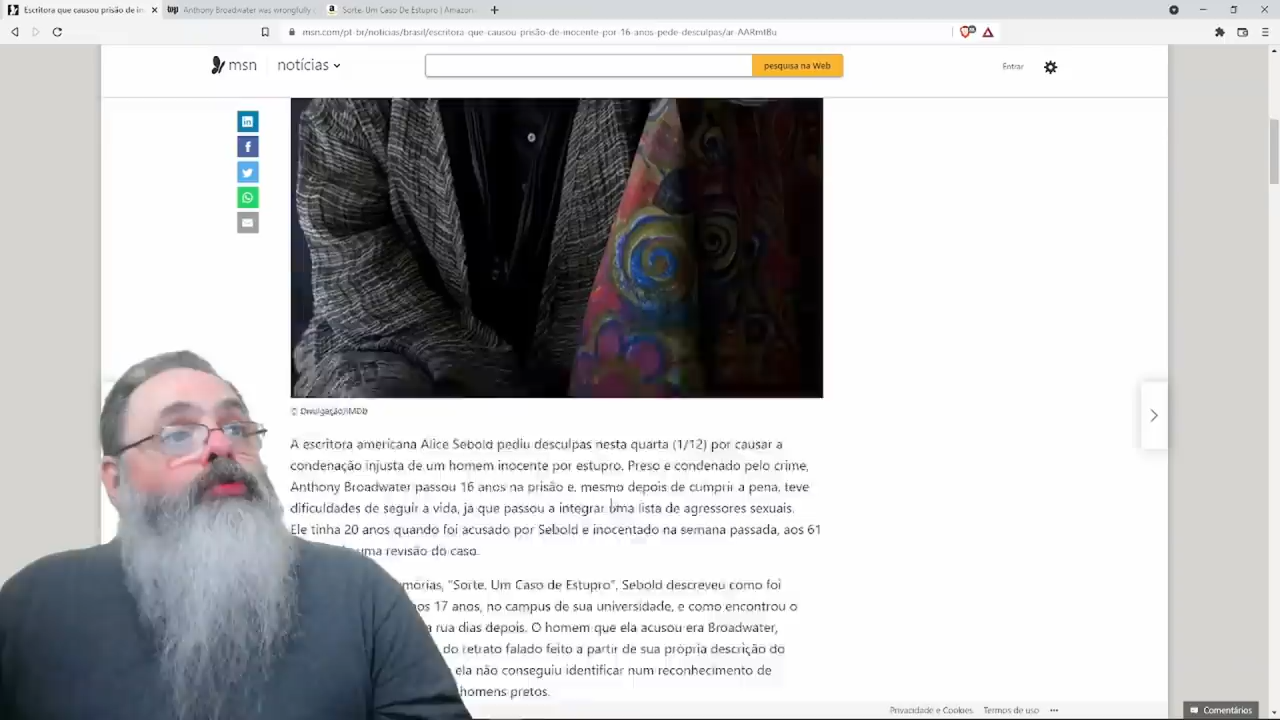 Escritora que causou prisão de in
Anthony Broadwater was wrongfully
Sorte. Um Caso De Estupro | Amazon
msn.com/pt-br/noticias/brasil/escritora-que-causou-prisão-de-inocente-por-16-anos-pede-desculpas/ar-AARmtBu
msn
notícias
pesquisa na Web
Entrar
© Divulgação/IMDB
A escritora americana Alice Sebold pediu desculpas nesta quarta (1/12) por causar a
condenação injusta de um homem inocente por estupro. Preso e condenado pelo crime,
Anthony Broadwater passou 16 anos na prisão e, mesmo depois de cumprir a pena, teve
dificuldades de seguir a vida, já que passou a integrar uma lista de agressores sexuais.
Ele tinha 20 anos quando foi acusado por Sebold e inocentado na semana passada, aos 61
uma revisão do caso.
"Sorte. Um Caso de Estupro", Sebold descreveu como foi
17 anos, no campus de sua universidade, e como encontrou o
rua dias depois. O homem que ela acusou era Broadwater,
do retrato falado feito a partir de sua própria descrição do
ela não conseguiu identificar num reconhecimento de
homens pretos.
Privacidade e Cookies
Termos de uso
...
Comentários